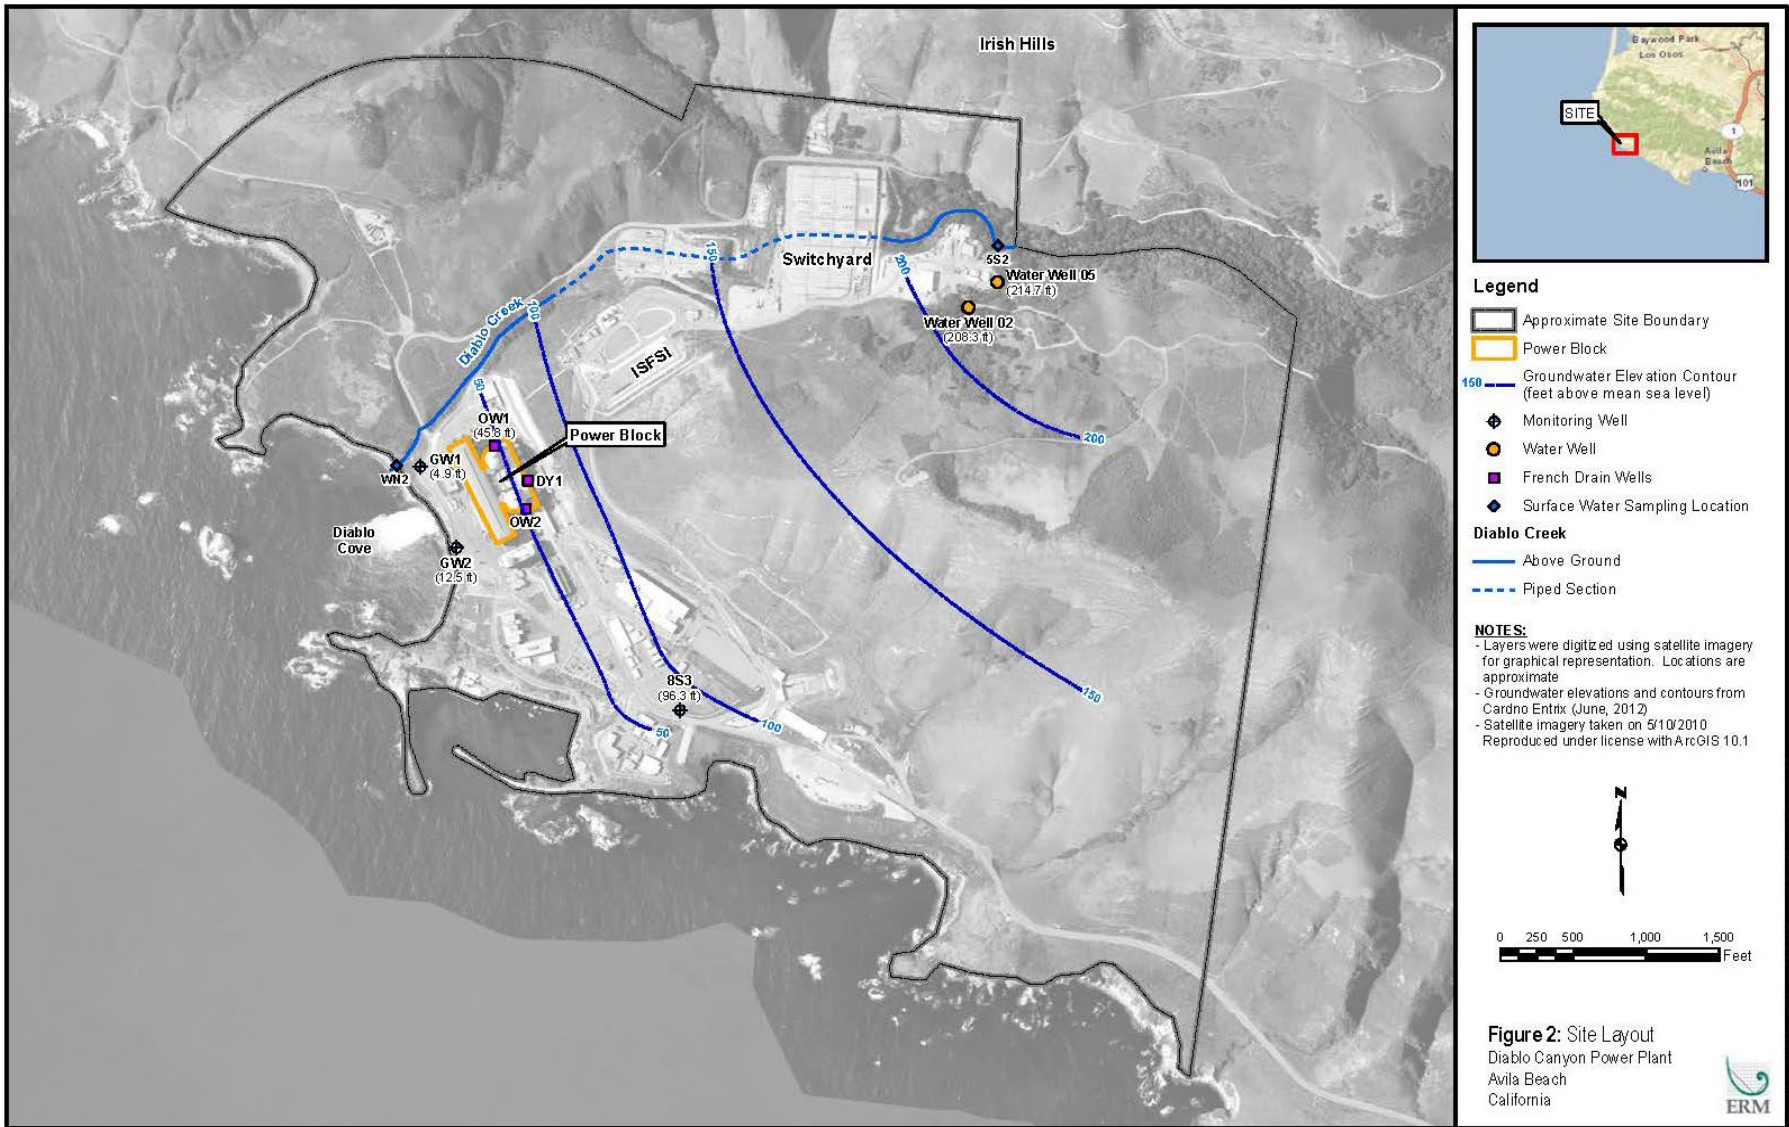 Irish Hills
Switchyard
5S2
Water Well 05
(214.7 ft)
Water Well 02
(208.3 ft)
200
200
150
150
100
100
50
50
Diablo Creek
ISFSI
OW1
(45.8 ft)
Power Block
GW1
(4.9 ft)
WN2
DY1
OW2
Diablo
Cove
GW2
(12.5 ft)
8S3
(96.3 ft)
Baywood Park
Los Osos
SITE
1
Avila
Beach
101
Legend
Approximate Site Boundary
Power Block
150
Groundwater Elevation Contour
(feet above mean sea level)
Monitoring Well
Water Well
French Drain Wells
Surface Water Sampling Location
Diablo Creek
Above Ground
Piped Section
NOTES:
- Layers were digitized using satellite imagery
for graphical representation. Locations are
approximate
- Groundwater elevations and contours from
Cardno Entrix (June, 2012)
- Satellite imagery taken on 5/10/2010
Reproduced under license with ArcGIS 10.1
N
0 250 500 1,000 1,500
Feet
Figure 2: Site Layout
Diablo Canyon Power Plant
Avila Beach
California
ERM